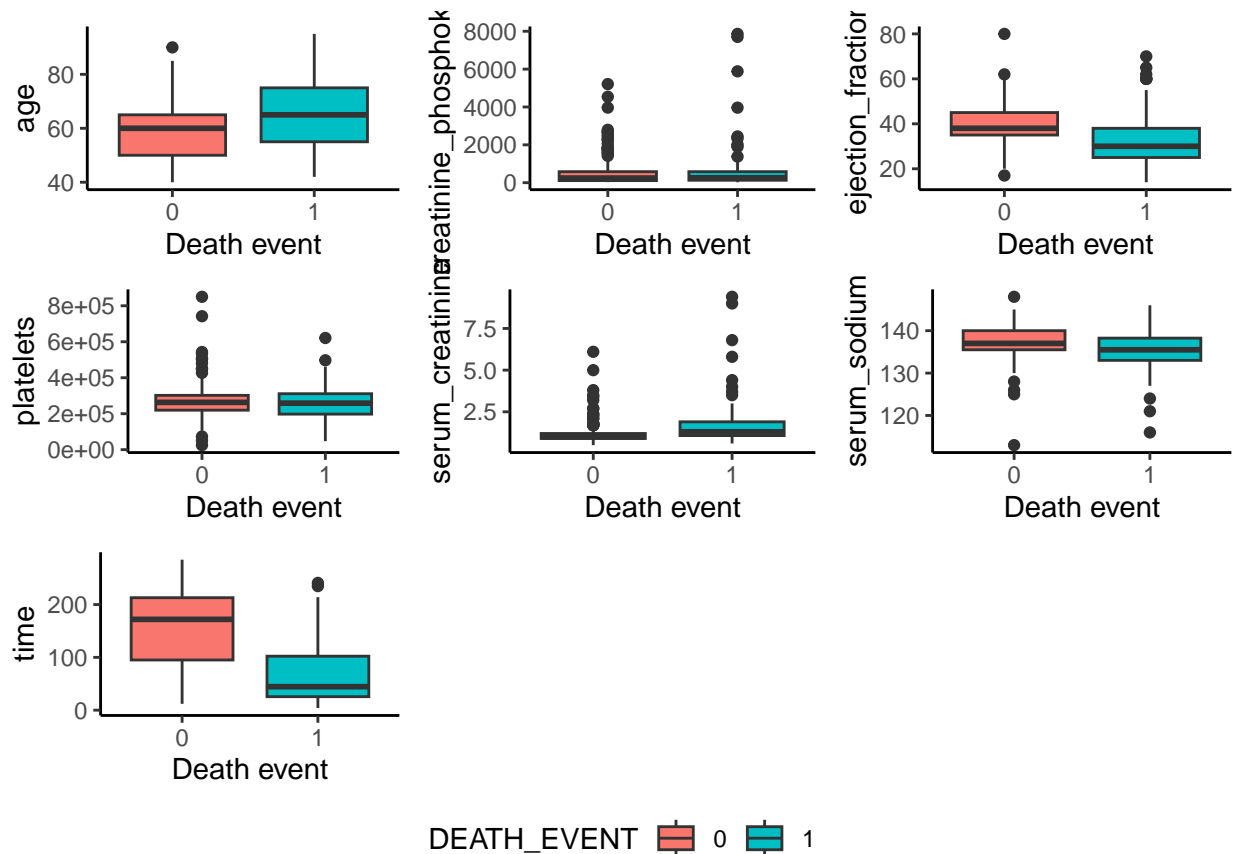 age
80
60
40
0
1
Death event
creatinine_phosphok
8000
6000
4000
2000
0
0
1
Death event
ejection_fraction
80
60
40
20
0
1
Death event
platelets
8e+05
6e+05
4e+05
2e+05
0e+00
0
1
Death event
serum_creatinine
7.5
5.0
2.5
0
1
Death event
serum_sodium
140
130
120
0
1
Death event
time
200
100
0
0
1
Death event
DEATH_EVENT 0 1